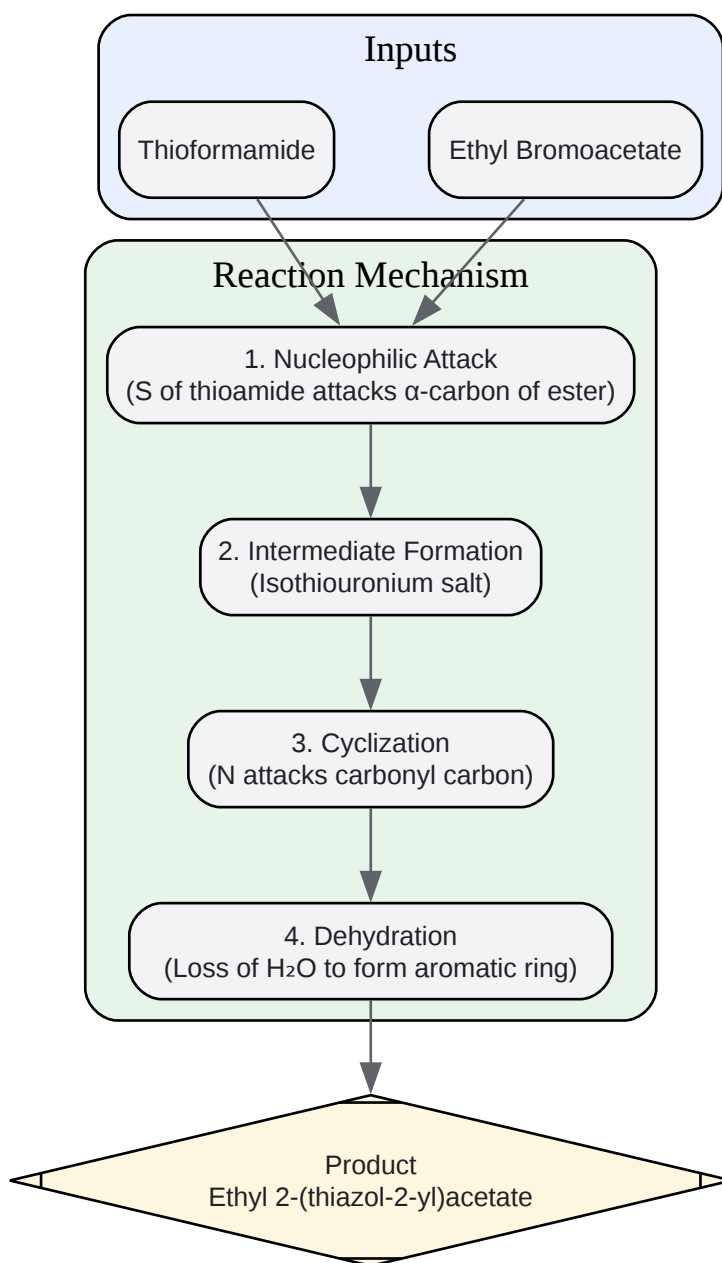 Inputs
Thioformamide
Ethyl Bromoacetate
Reaction Mechanism
1. Nucleophilic Attack
(S of thioamide attacks α-carbon of ester)
2. Intermediate Formation
(Isothiouronium salt)
3. Cyclization
(N attacks carbonyl carbon)
4. Dehydration
(Loss of H₂O to form aromatic ring)
Product
Ethyl 2-(thiazol-2-yl)acetate